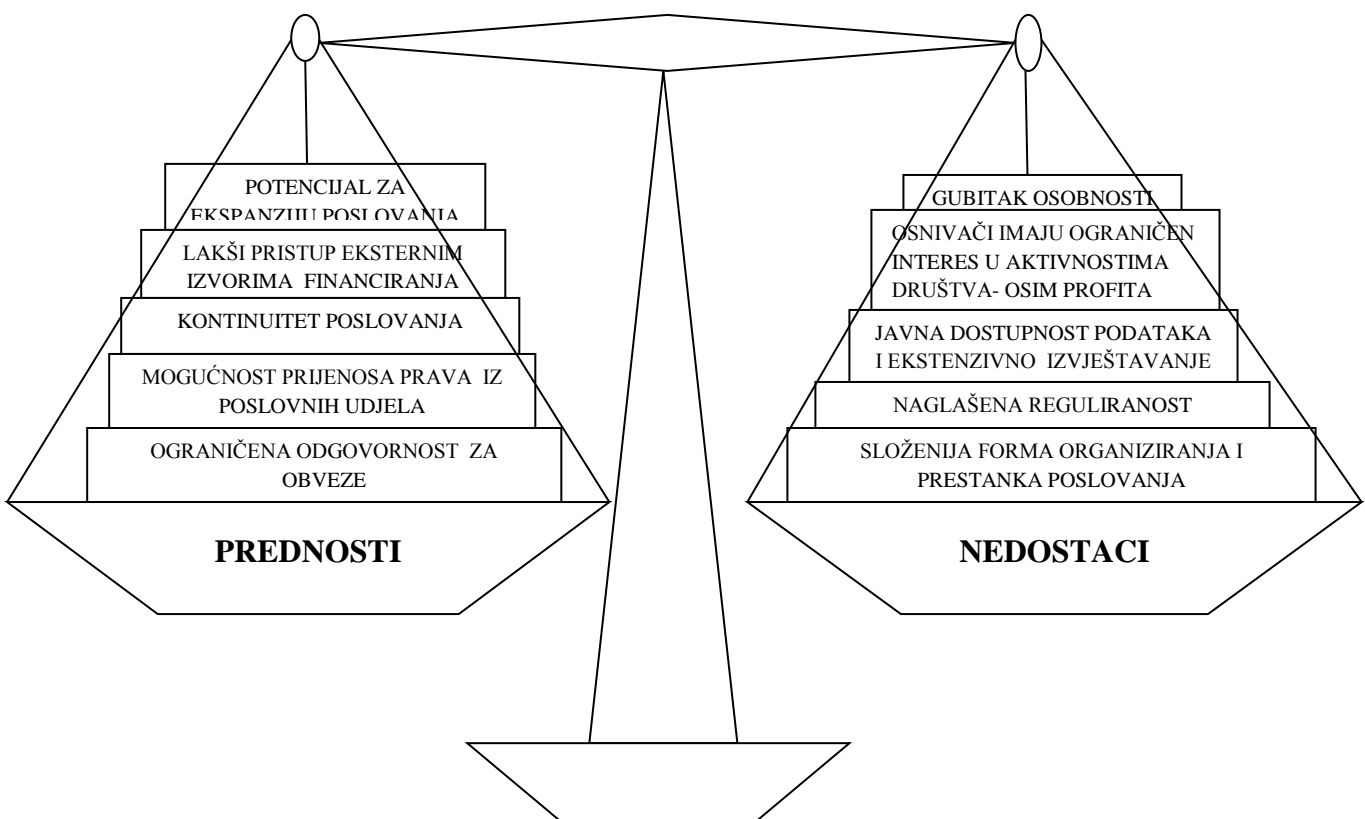 POTENCIJAL ZA
EKSPANZIJU POSLOVANJA
LAKŠI PRISTUP EKSTERNIM
IZVORIMA FINANCIRANJA
KONTINUITET POSLOVANJA
MOGUĆNOST PRIJENOSA PRAVA IZ
POSLOVNIH UDJELA
OGRANIČENA ODGOVORNOST ZA
OBVEZE
PREDNOSTI
GUBITAK OSOBNOSTI
OSNIVAČI IMAJU OGRANIČEN
INTERES U AKTIVNOSTIMA
DRUŠTVA- OSIM PROFITA
JAVNA DOSTUPNOST PODATAKA
I EKSTENZIVNO IZVJEŠTAVANJE
NAGLAŠENA REGULIRANOST
SLOŽENIJA FORMA ORGANIZIRANJA I
PRESTANKA POSLOVANJA
NEDOSTACI